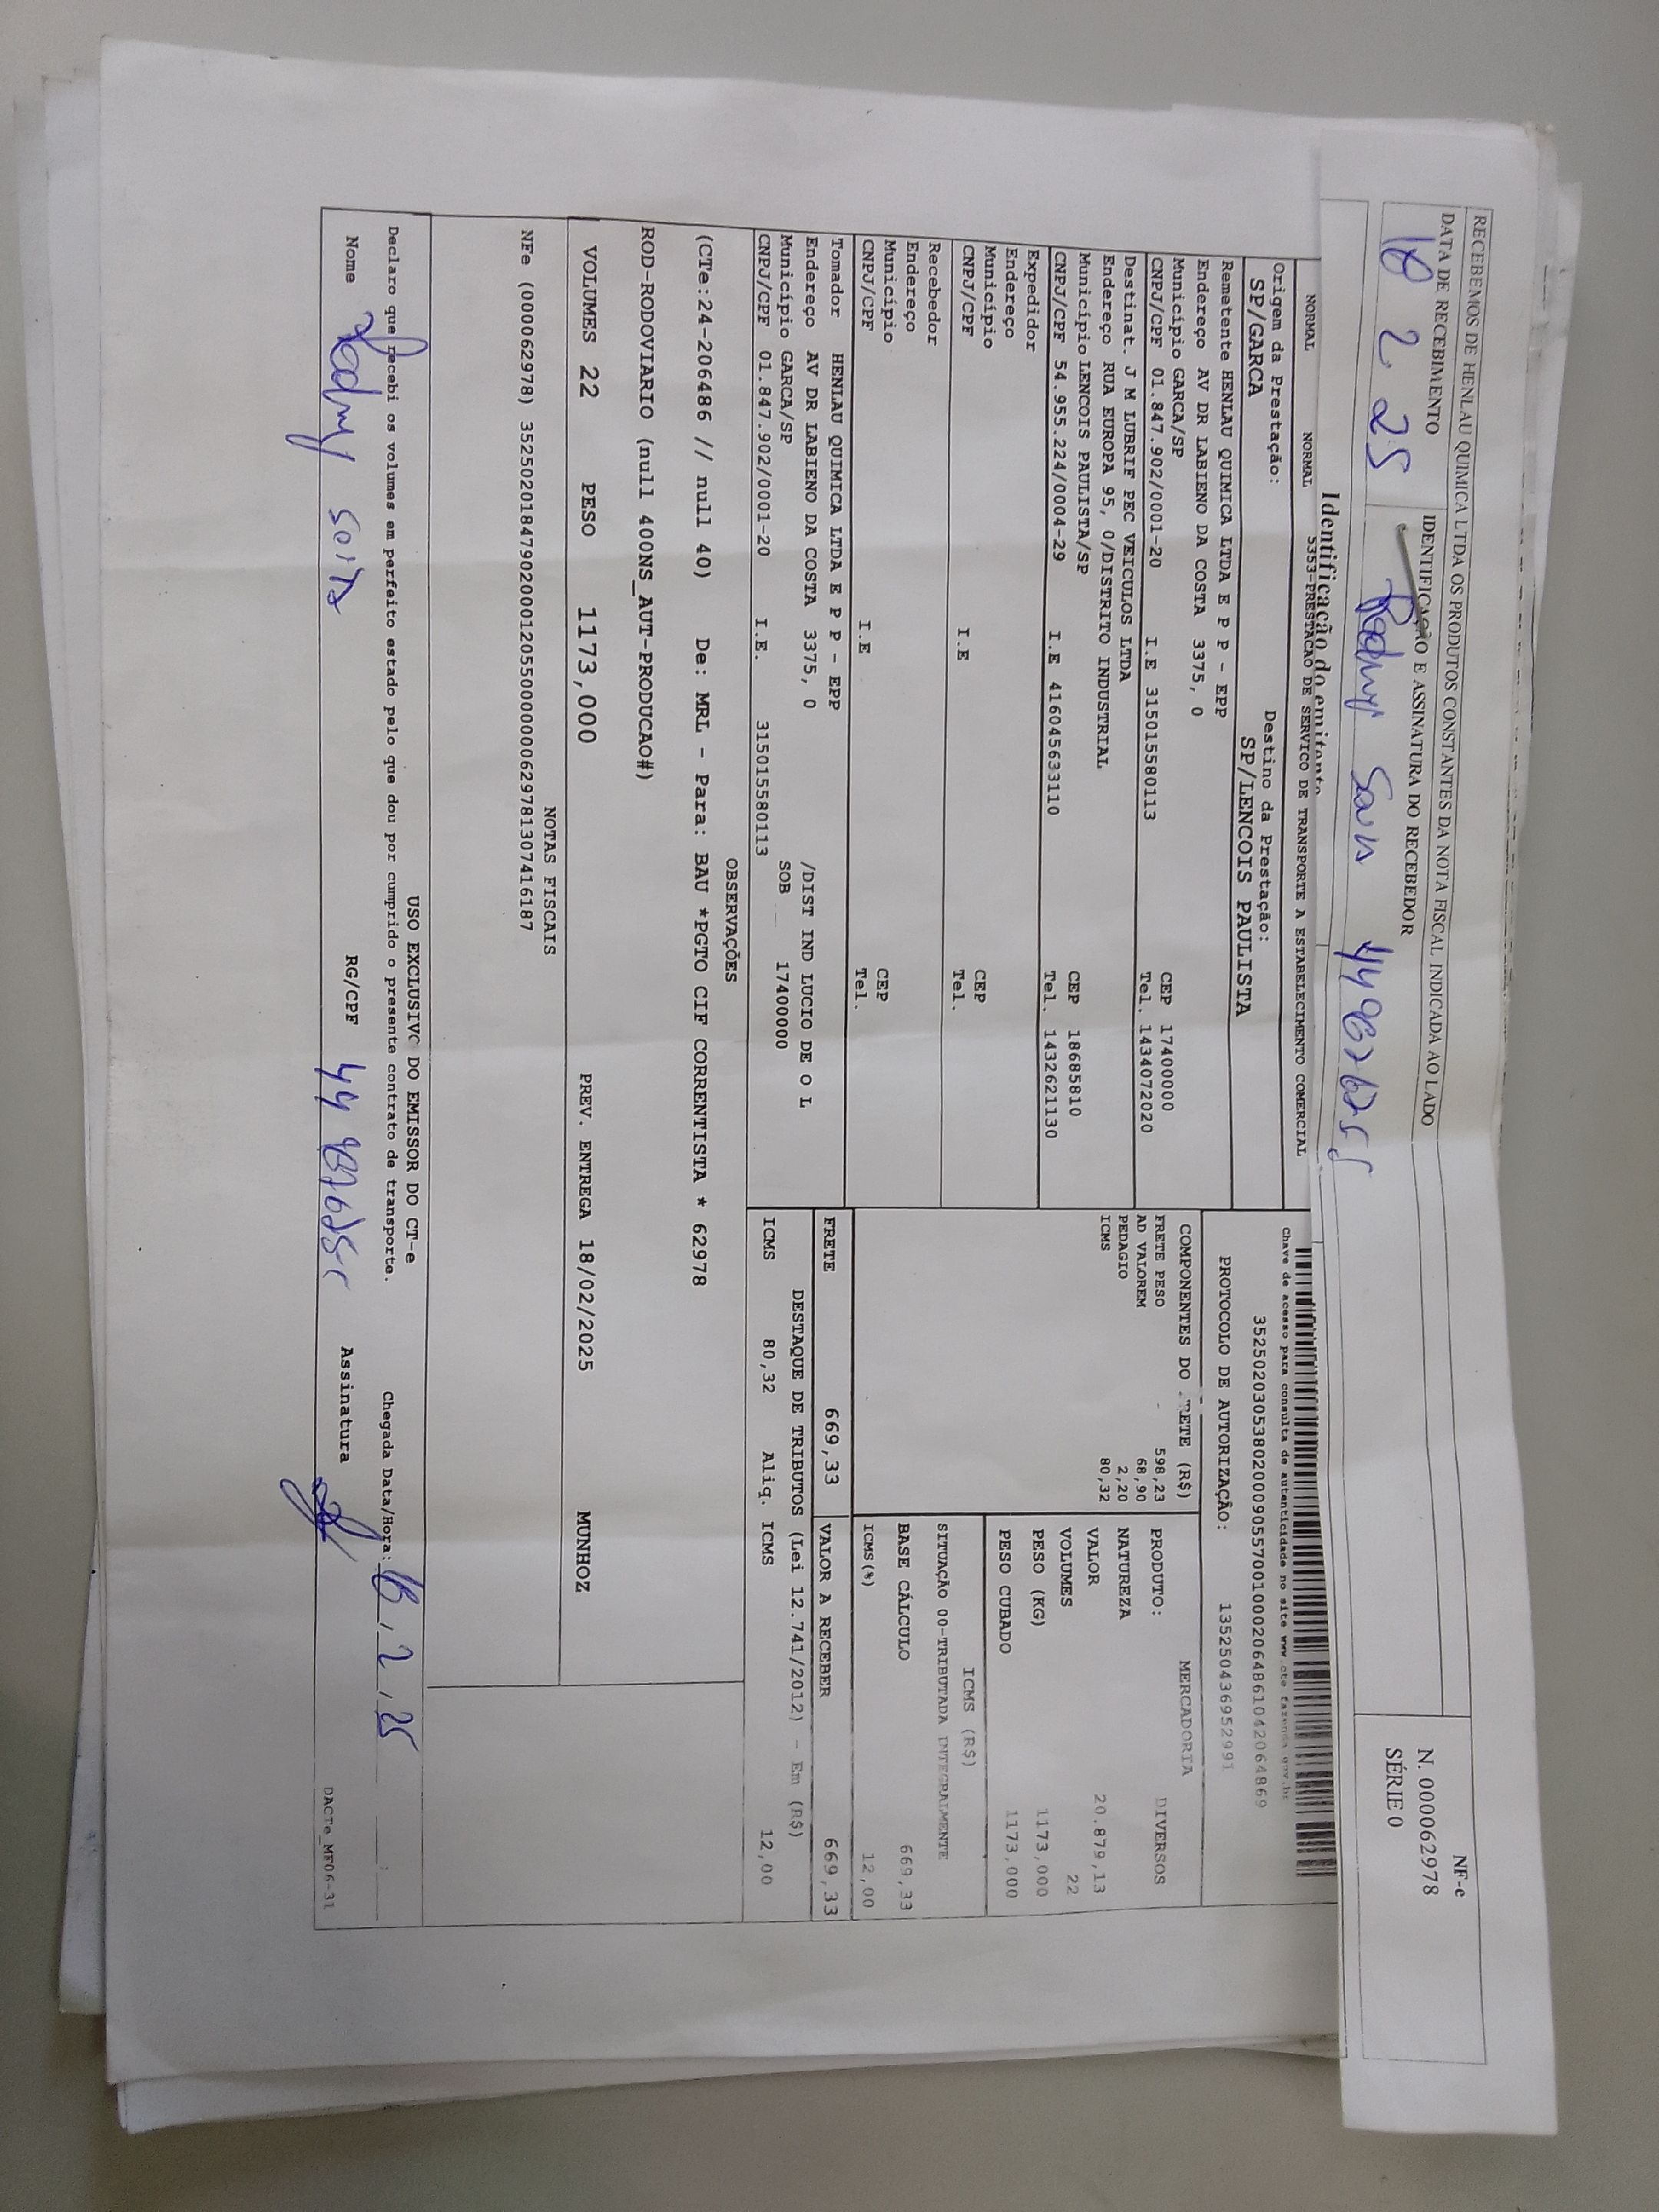 RECEBEMOS DE HENLAU QUIMICA LTDA OS PRODUTOS CONSTANTES DA NOTA FISCAL INDICADA AO LADO
DATA DE RECEBIMENTO
IDENTIFICAÇÃO E ASSINATURA DO RECEBEDOR
18 2 25
NF-e
N. 000062978
SÉRIE 0
Identificação do emitente
NORMAL NORMAL 5353-PRESTACAO DE SERVICO DE TRANSPORTE A ESTABELECIMENTO COMERCIAL
Chave de acesso para consulta de autenticidade no site www.cte.fazenda.gov.br
35250203053802000905570010002064861042064869
Origem da Prestação:
SP/GARCA
Destino da Prestação:
SP/LENCOIS PAULISTA
PROTOCOLO DE AUTORIZAÇÃO: 135250436952991
Remetente HENLAU QUIMICA LTDA E P P - EPP
Endereço AV DR LABIENO DA COSTA 3375, 0
Município GARCA/SP CEP 17400000
CNPJ/CPF 01.847.902/0001-20 I.E 315015580113 Tel. 1434072020
Destinat. J M LUBRIF PEC VEICULOS LTDA
Endereço RUA EUROPA 95, 0/DISTRITO INDUSTRIAL
Município LENCOIS PAULISTA/SP CEP 18685810
CNPJ/CPF 54.955.224/0004-29 I.E 416045633110 Tel. 1432621130
Expedidor
Endereço
Município CEP
CNPJ/CPF I.E Tel.
Recebedor
Endereço
Município CEP
CNPJ/CPF I.E Tel.
Tomador HENLAU QUIMICA LTDA E P P - EPP
Endereço AV DR LABIENO DA COSTA 3375, 0 /DIST IND LUCIO DE O L
Município GARCA/SP SOB 17400000
CNPJ/CPF 01.847.902/0001-20 I.E. 315015580113
COMPONENTES DO FRETE (R$)
FRETE PESO 598,23
AD VALOREM 68,90
PEDAGIO 2,20
ICMS 80,32
MERCADORIA
PRODUTO: DIVERSOS
NATUREZA
VALOR 20.879,13
VOLUMES 22
PESO (KG) 1173,000
PESO CUBADO 1173,000
ICMS (R$)
SITUAÇÃO 00-TRIBUTADA INTEGRALMENTE
BASE CÁLCULO 669,33
ICMS(%) 12,00
FRETE 669,33 VALOR A RECEBER 669,33
DESTAQUE DE TRIBUTOS (Lei 12.741/2012) - Em (R$)
ICMS 80,32 Aliq. ICMS 12,00
OBSERVAÇÕES
(CTe:24-206486 // null 40) De: MRL - Para: BAU *PGTO CIF CORRENTISTA * 62978
ROD-RODOVIARIO (null 400NS_AUT-PRODUCAO#)
VOLUMES 22 PESO 1173,000 PREV. ENTREGA 18/02/2025 MUNHOZ
NOTAS FISCAIS
NFe (000062978) 35250201847902000120550000000629781307416187
USO EXCLUSIVO DO EMISSOR DO CT-e
Declaro que recebi os volumes em perfeito estado pelo que dou por cumprido o presente contrato de transporte.
Chegada Data/Hora: 18, 2, 25
Nome RG/CPF Assinatura
DACTe_MF06-31